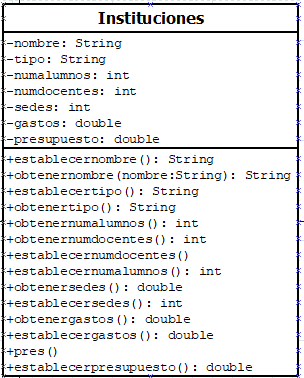 Instituciones
-nombre: String
-tipo: String
-numalumnos: int
-numdocentes: int
-sedes: int
-gastos: double
-presupuesto: double
+establecernombre(): String
+obtenernombre(nombre:String): String
+establecertipo(): String
+obtenertipo(): String
+obtenernumalumnos(): int
+obtenernumdocentes(): int
+establecernumdocentes()
+establecernumalumnos(): int
+obtenersedes(): double
+establecersedes(): int
+obtenergastos(): double
+establecergastos(): double
+pres()
+establecerpresupuesto(): double